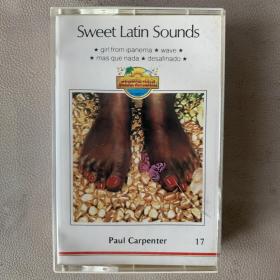 Sweet Latin Sounds
★ girl from ipanema ★ wave ★
★ mas que nada ★ desafinado ★
Paul Carpenter 17